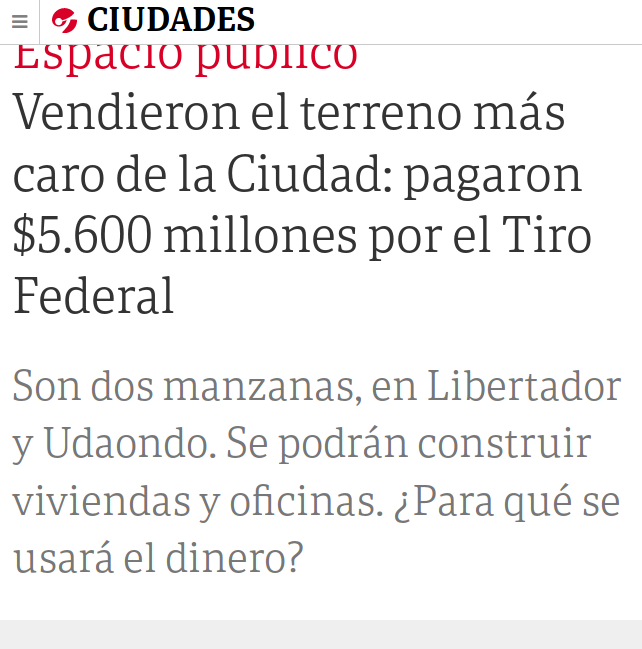 CIUDADES
Espacio público
Vendieron el terreno más
caro de la Ciudad: pagaron
$5.600 millones por el Tiro
Federal
Son dos manzanas, en Libertador
y Udaondo. Se podrán construir
viviendas y oficinas. ¿Para qué se
usará el dinero?